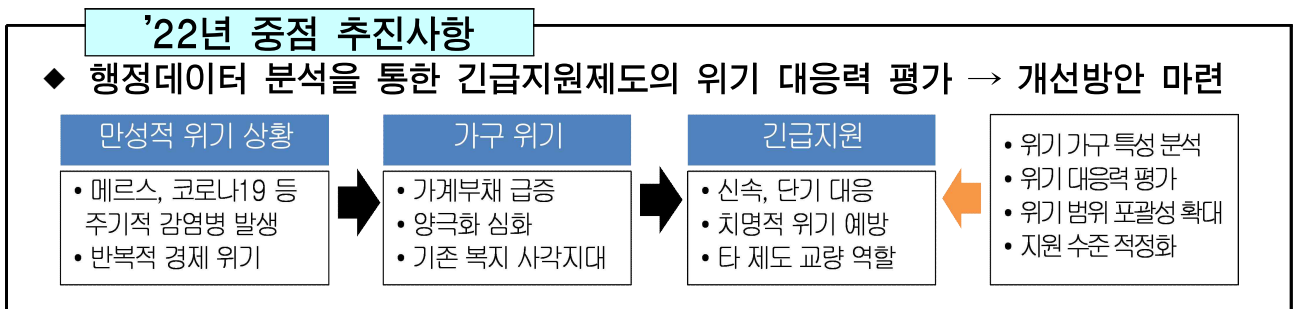 ’22년 중점 추진사항
◆ 행정데이터 분석을 통한 긴급지원제도의 위기 대응력 평가 → 개선방안 마련
만성적 위기 상황
• 메르스, 코로나19 등
주기적 감염병 발생
• 반복적 경제 위기
가구 위기
• 가계부채 급증
• 양극화 심화
• 기존 복지 사각지대
긴급지원
• 신속, 단기 대응
• 치명적 위기 예방
• 타 제도 교량 역할
• 위기 가구 특성 분석
• 위기 대응력 평가
• 위기 범위 포괄성 확대
• 지원 수준 적정화